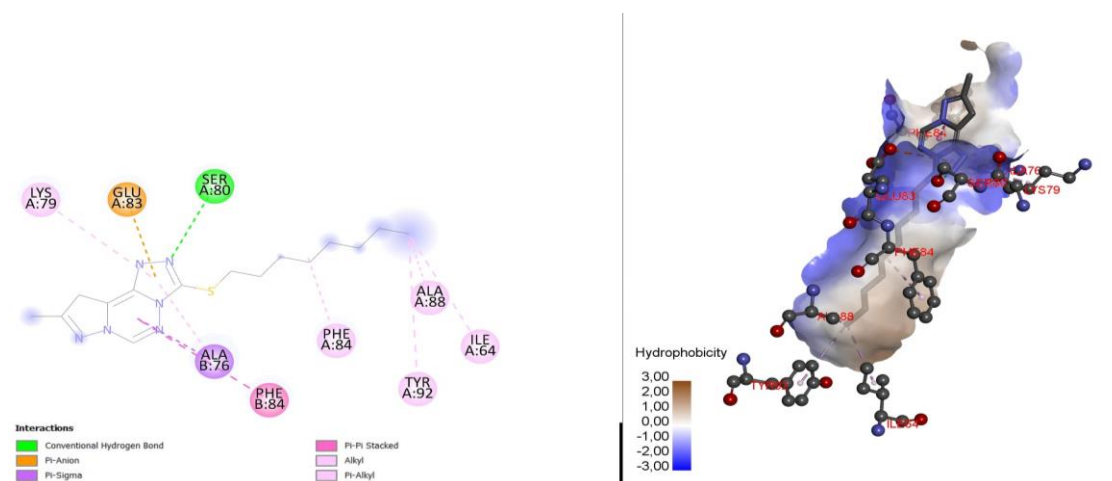 LYS
A:79
GLU
A:83
SER
A:80
N
N
N
N
N
N
S
ALA
B:76
PHE
B:84
PHE
A:84
ALA
A:88
ILE
A:64
TYR
A:92
Interactions
Conventional Hydrogen Bond
Pi-Anion
Pi-Sigma
Pi-Pi Stacked
Alkyl
Pi-Alkyl
PHE84
GLU83
LYS79
PHE84
ILE64
Hydrophobicity
3,00
2,00
1,00
0,00
-1,00
-2,00
-3,00